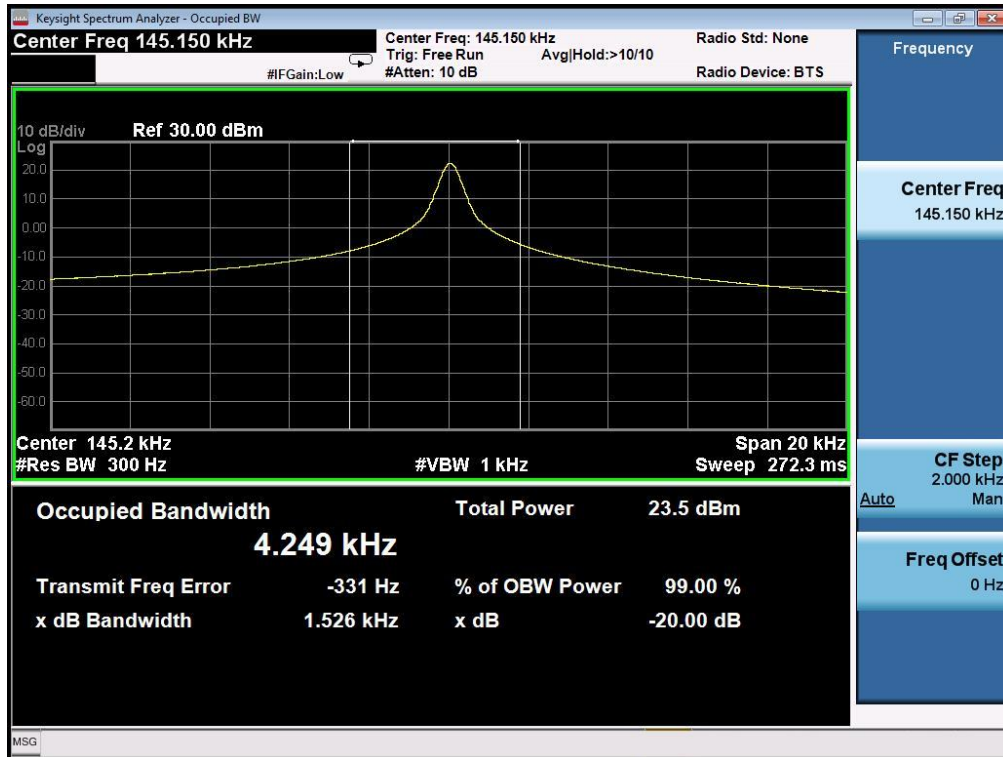 Keysight Spectrum Analyzer - Occupied BW
Center Freq 145.150 kHz
#IFGain:Low
Center Freq: 145.150 kHz
Trig: Free Run Avg|Hold:>10/10
#Atten: 10 dB
Radio Std: None
Radio Device: BTS
10 dB/div Ref 30.00 dBm
Log
20.0
10.0
0.00
-10.0
-20.0
-30.0
-40.0
-50.0
-60.0
Center 145.2 kHz Span 20 kHz
#Res BW 300 Hz #VBW 1 kHz Sweep 272.3 ms
Occupied Bandwidth Total Power 23.5 dBm
4.249 kHz
Transmit Freq Error -331 Hz % of OBW Power 99.00 %
x dB Bandwidth 1.526 kHz x dB -20.00 dB
Frequency
Center Freq
145.150 kHz
CF Step
2.000 kHz
Auto Man
Freq Offset
0 Hz
MSG